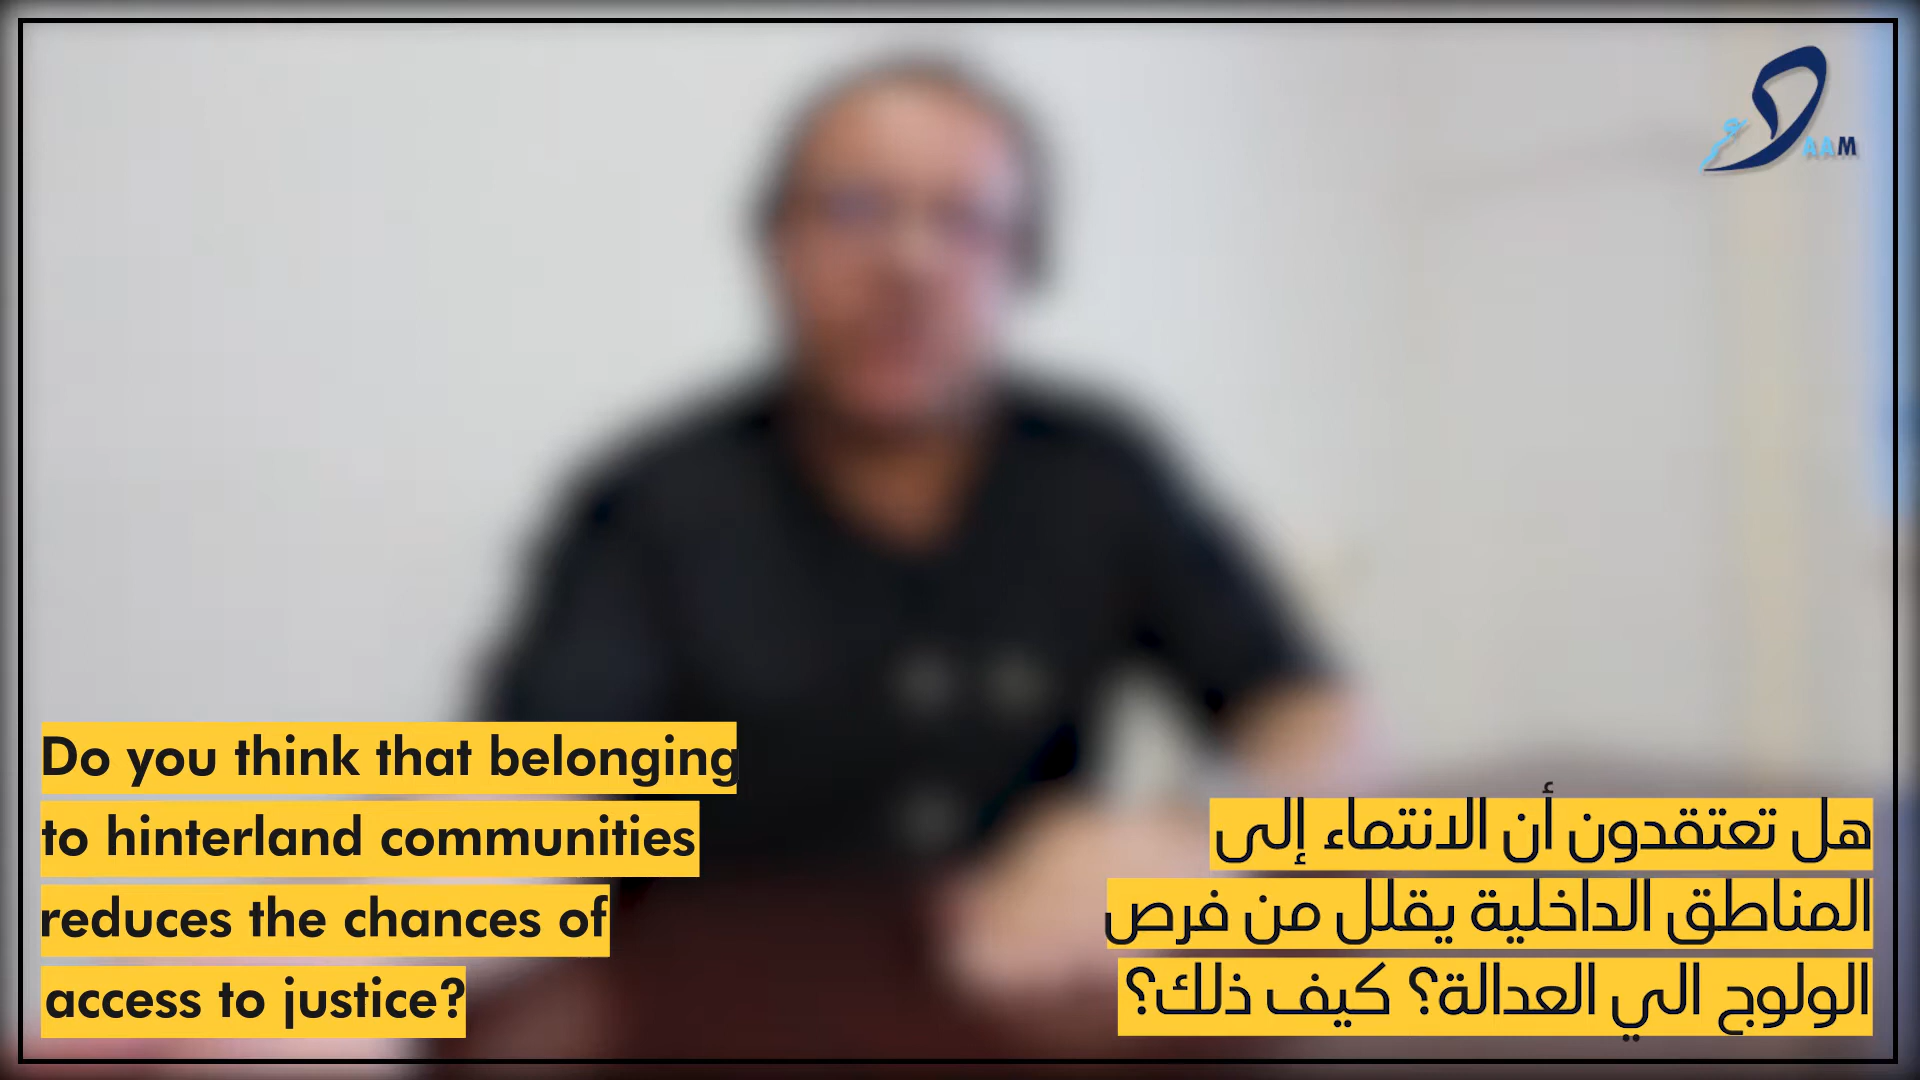 AAM
Do you think that belonging
to hinterland communities
reduces the chances of
access to justice?
هل تعتقدون أن الانتماء إلى
المناطق الداخلية يقلل من فرص
الولوج الي العدالة؟ كيف ذلك؟